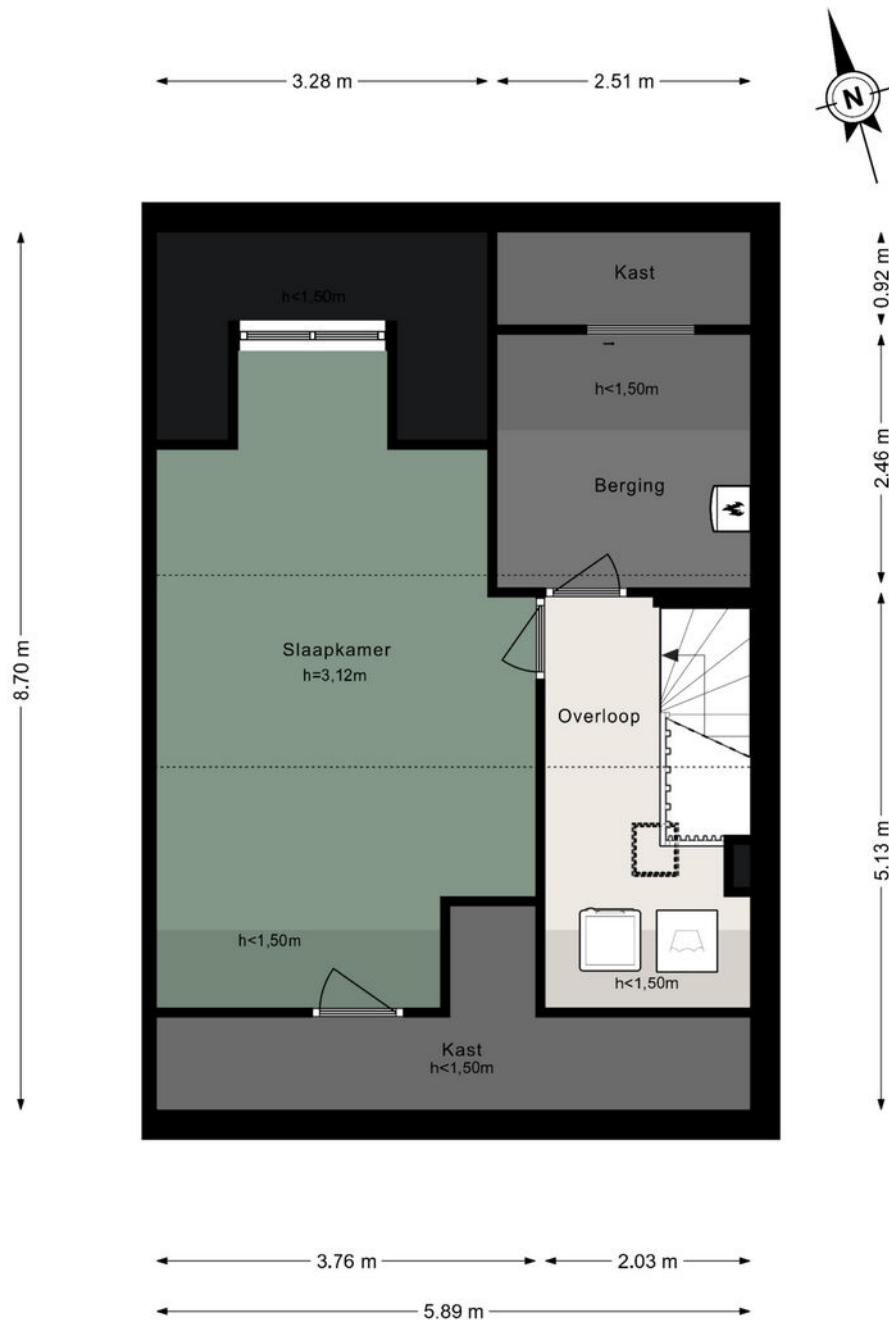 3.28 m
2.51 m
N
h<1,50m
Kast
0.92 m
h<1,50m
2.46 m
Berging
Slaapkamer
h=3,12m
8.70 m
Overloop
5.13 m
h<1,50m
h<1,50m
Kast
h<1,50m
3.76 m
2.03 m
5.89 m